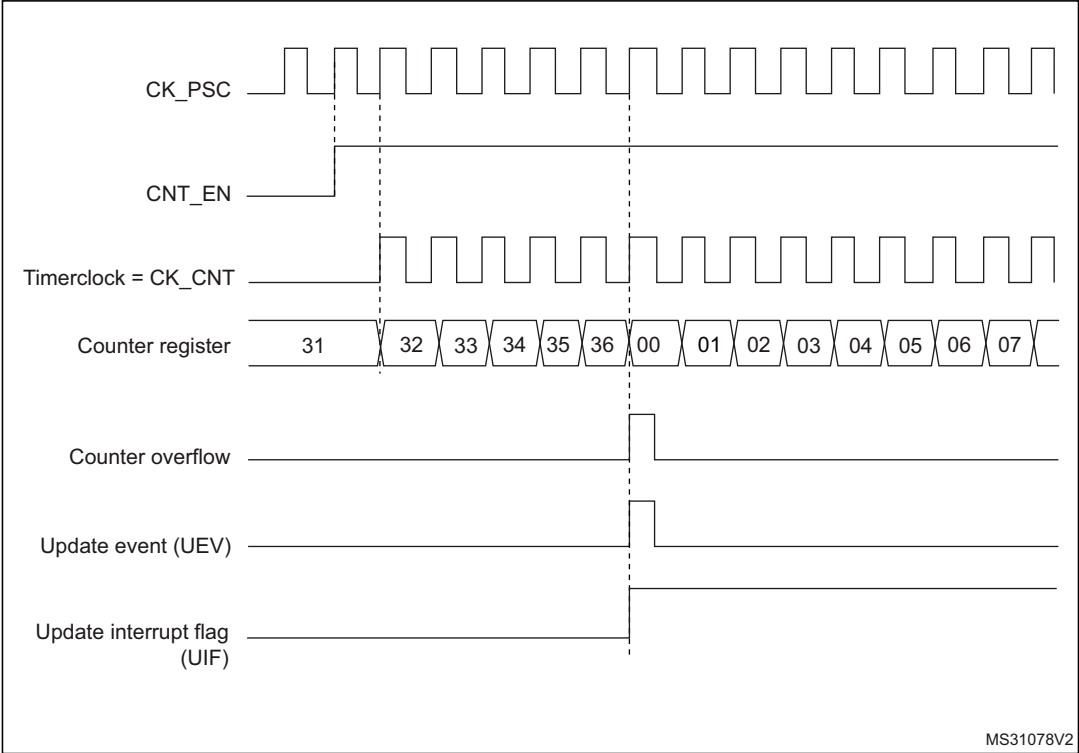 CK_PSC
CNT_EN
Timerclock = CK_CNT
Counter register 31 32 33 34 35 36 00 01 02 03 04 05 06 07
Counter overflow
Update event (UEV)
Update interrupt flag
(UIF)
MS31078V2